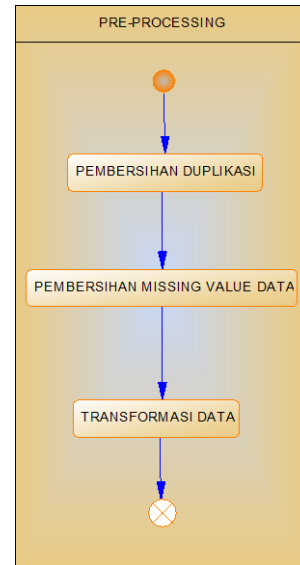 PRE-PROCESSING
PEMBERSIHAN DUPLIKASI
PEMBERSIHAN MISSING VALUE DATA
TRANSFORMASI DATA